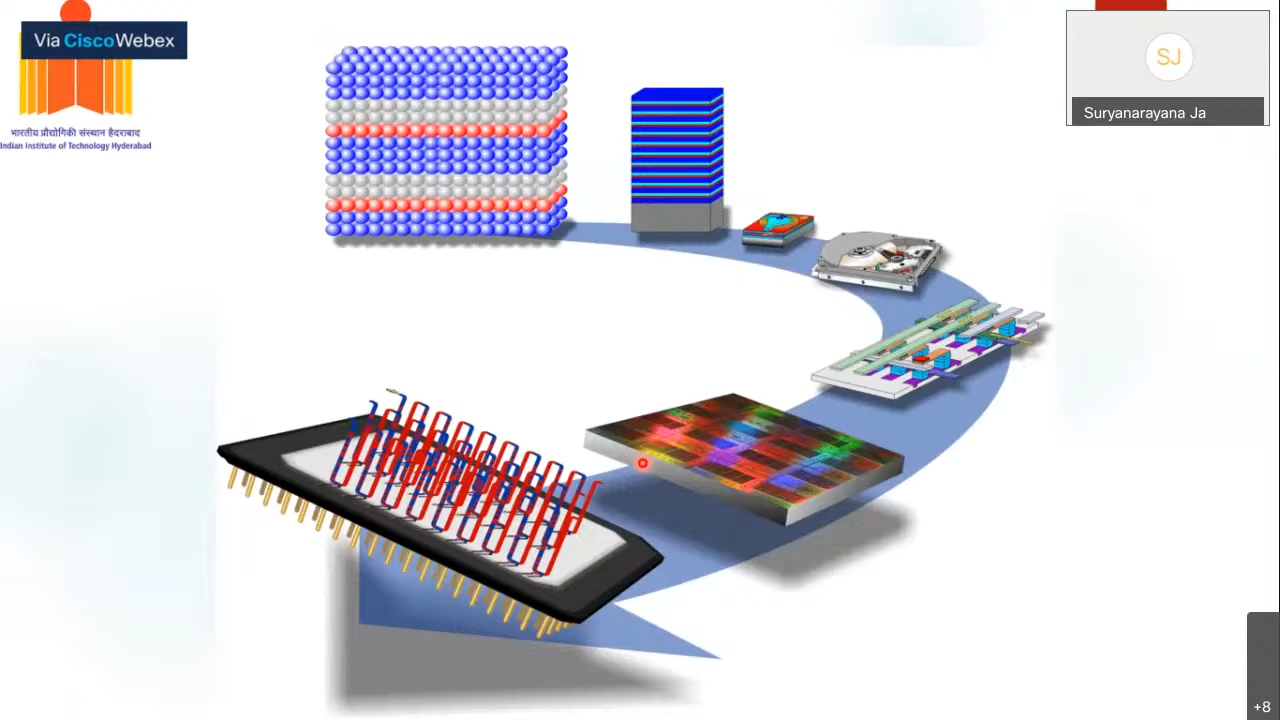 Via CiscoWebex
भारतीय प्रौद्योगिकी संस्थान हैदराबाद
Indian Institute of Technology Hyderabad
SJ
Suryanarayana Ja
+8